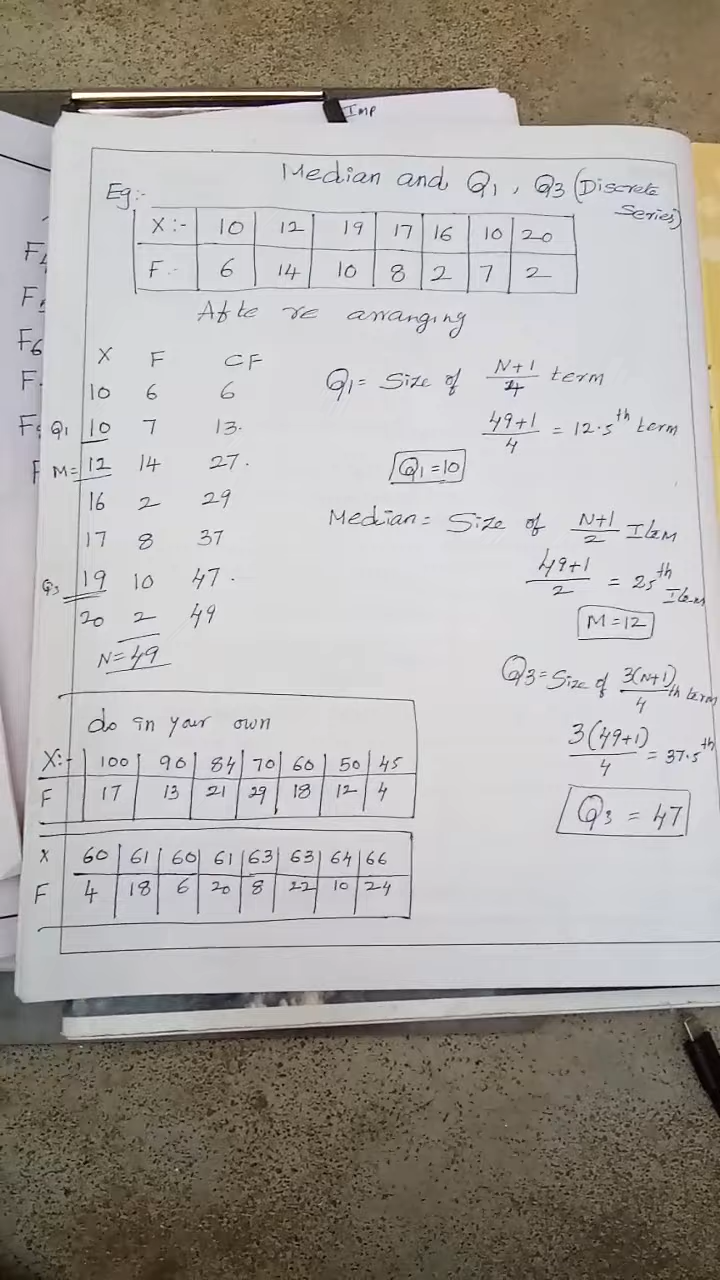 IMP
Median and Q1, Q3 (Discrete Series)
Eg:-
X:- 10 12 19 17 16 10 20
F:- 6 14 10 8 2 7 2
Afte re arranging
X F CF
10 6 6
Q1 10 7 13.
M= 12 14 27.
16 2 29
17 8 37
Q3 19 10 47.
20 2 49
N=49
Q1 = Size of N+1/4 term
49+1/4 = 12.5th term
Q1=10
Median = Size of N+1/2 Item
49+1/2 = 25th Item
M=12
Q3=Size of 3(N+1)/4 th term
3(49+1)/4 = 37.5th
Q3 = 47
do in your own
X:- 100 90 84 70 60 50 45
F 17 13 21 29 18 12 4
X 60 61 60 61 63 63 64 66
F 4 18 6 20 8 22 10 24
F
F
F6
F
F
F